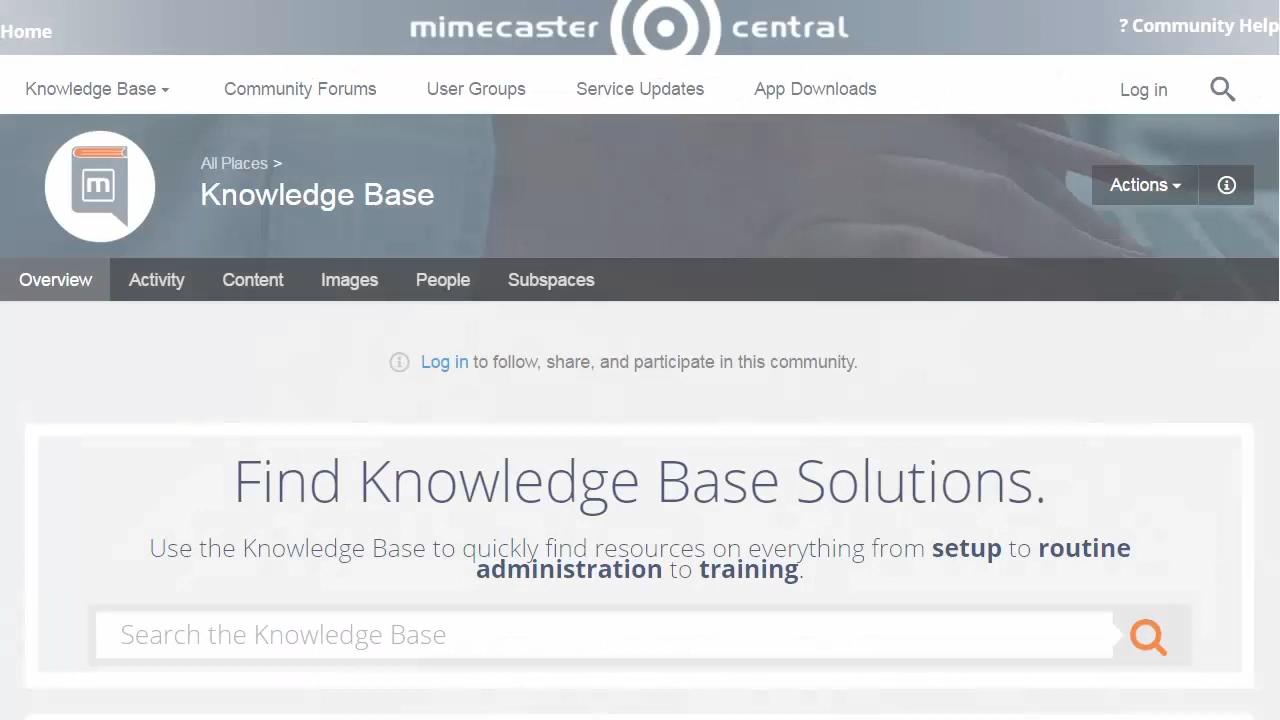 Home
mimecaster central
? Community Help
Knowledge Base
Community Forums
User Groups
Service Updates
App Downloads
Log in
m
All Places >
Knowledge Base
Actions
Overview
Activity
Content
Images
People
Subspaces
Log in to follow, share, and participate in this community.
Find Knowledge Base Solutions.
Use the Knowledge Base to quickly find resources on everything from setup to routine
administration to training.
Search the Knowledge Base